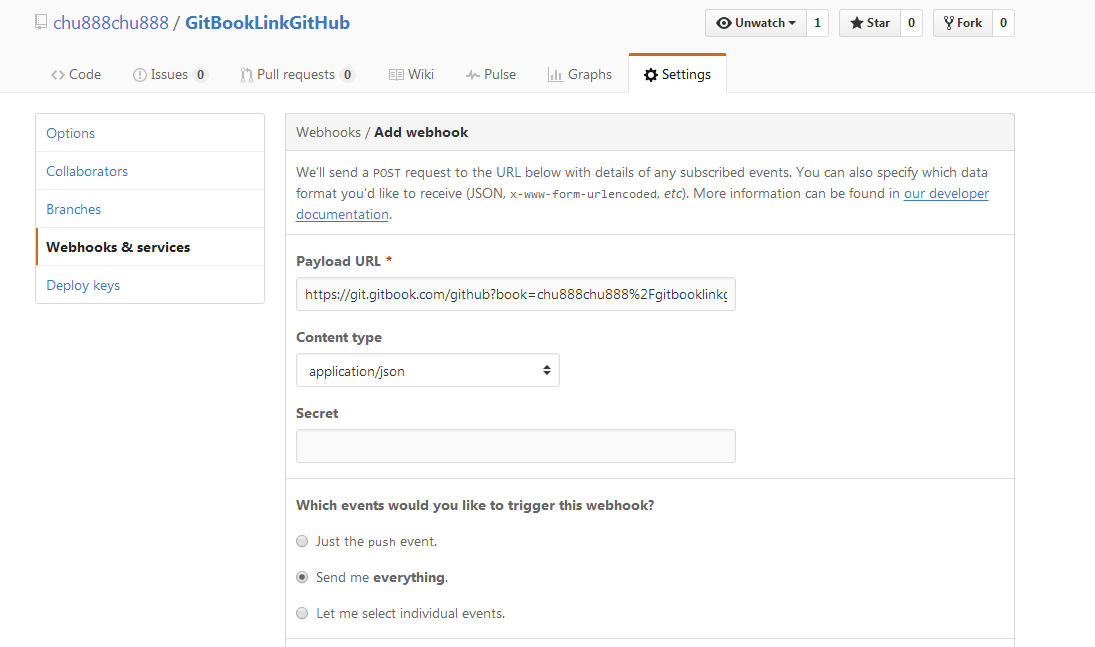 chu888chu888 / GitBookLinkGitHub
Unwatch 1 Star 0 Fork 0
Code Issues 0 Pull requests 0 Wiki Pulse Graphs Settings
Options
Collaborators
Branches
Webhooks & services
Deploy keys
Webhooks / Add webhook
We'll send a POST request to the URL below with details of any subscribed events. You can also specify which data
format you'd like to receive (JSON, x-www-form-urlencoded, etc). More information can be found in our developer
documentation.
Payload URL *
https://git.gitbook.com/github?book=chu888chu888%2Fgitbooklinkg
Content type
application/json
Secret
Which events would you like to trigger this webhook?
Just the push event.
Send me everything.
Let me select individual events.